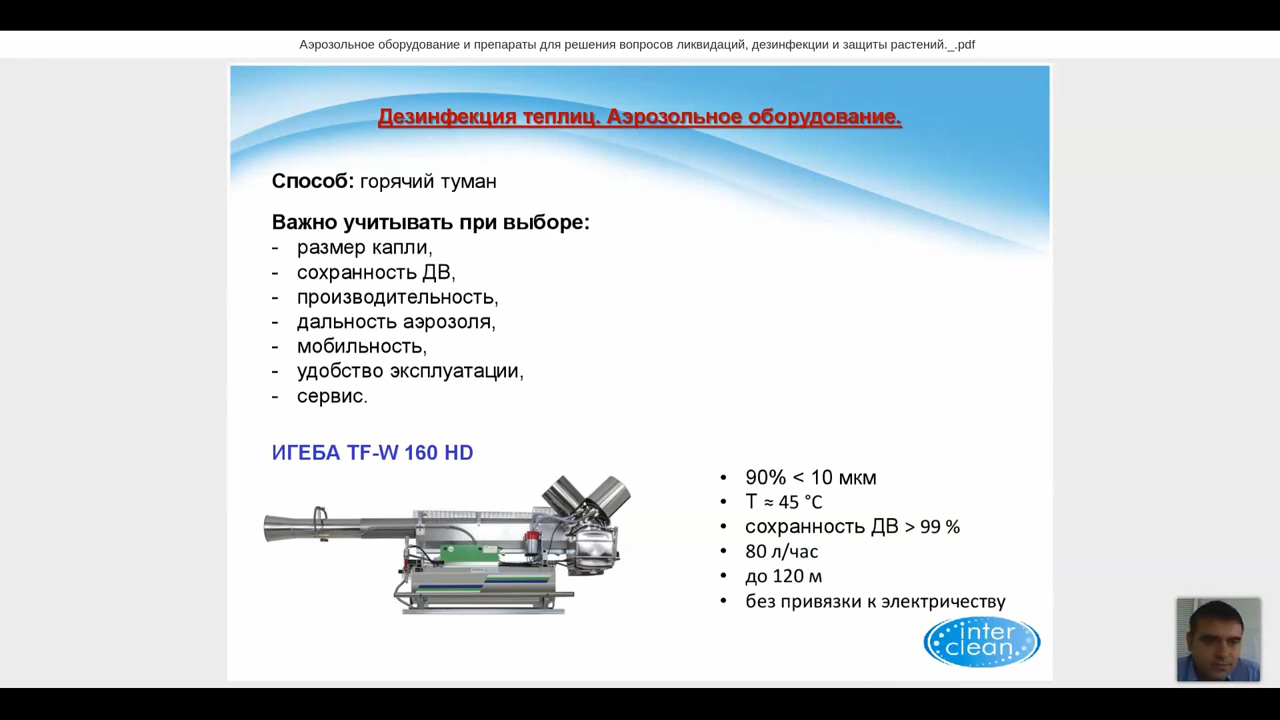 Аэрозольное оборудование и препараты для решения вопросов ликвидаций, дезинфекции и защиты растений._.pdf
Дезинфекция теплиц. Аэрозольное оборудование.
Способ: горячий туман
Важно учитывать при выборе:
- размер капли,
- сохранность ДВ,
- производительность,
- дальность аэрозоля,
- мобильность,
- удобство эксплуатации,
- сервис.
ИГЕБА TF-W 160 HD
• 90% < 10 мкм
• T ≈ 45 °C
• сохранность ДВ > 99 %
• 80 л/час
• до 120 м
• без привязки к электричеству
inter
clean